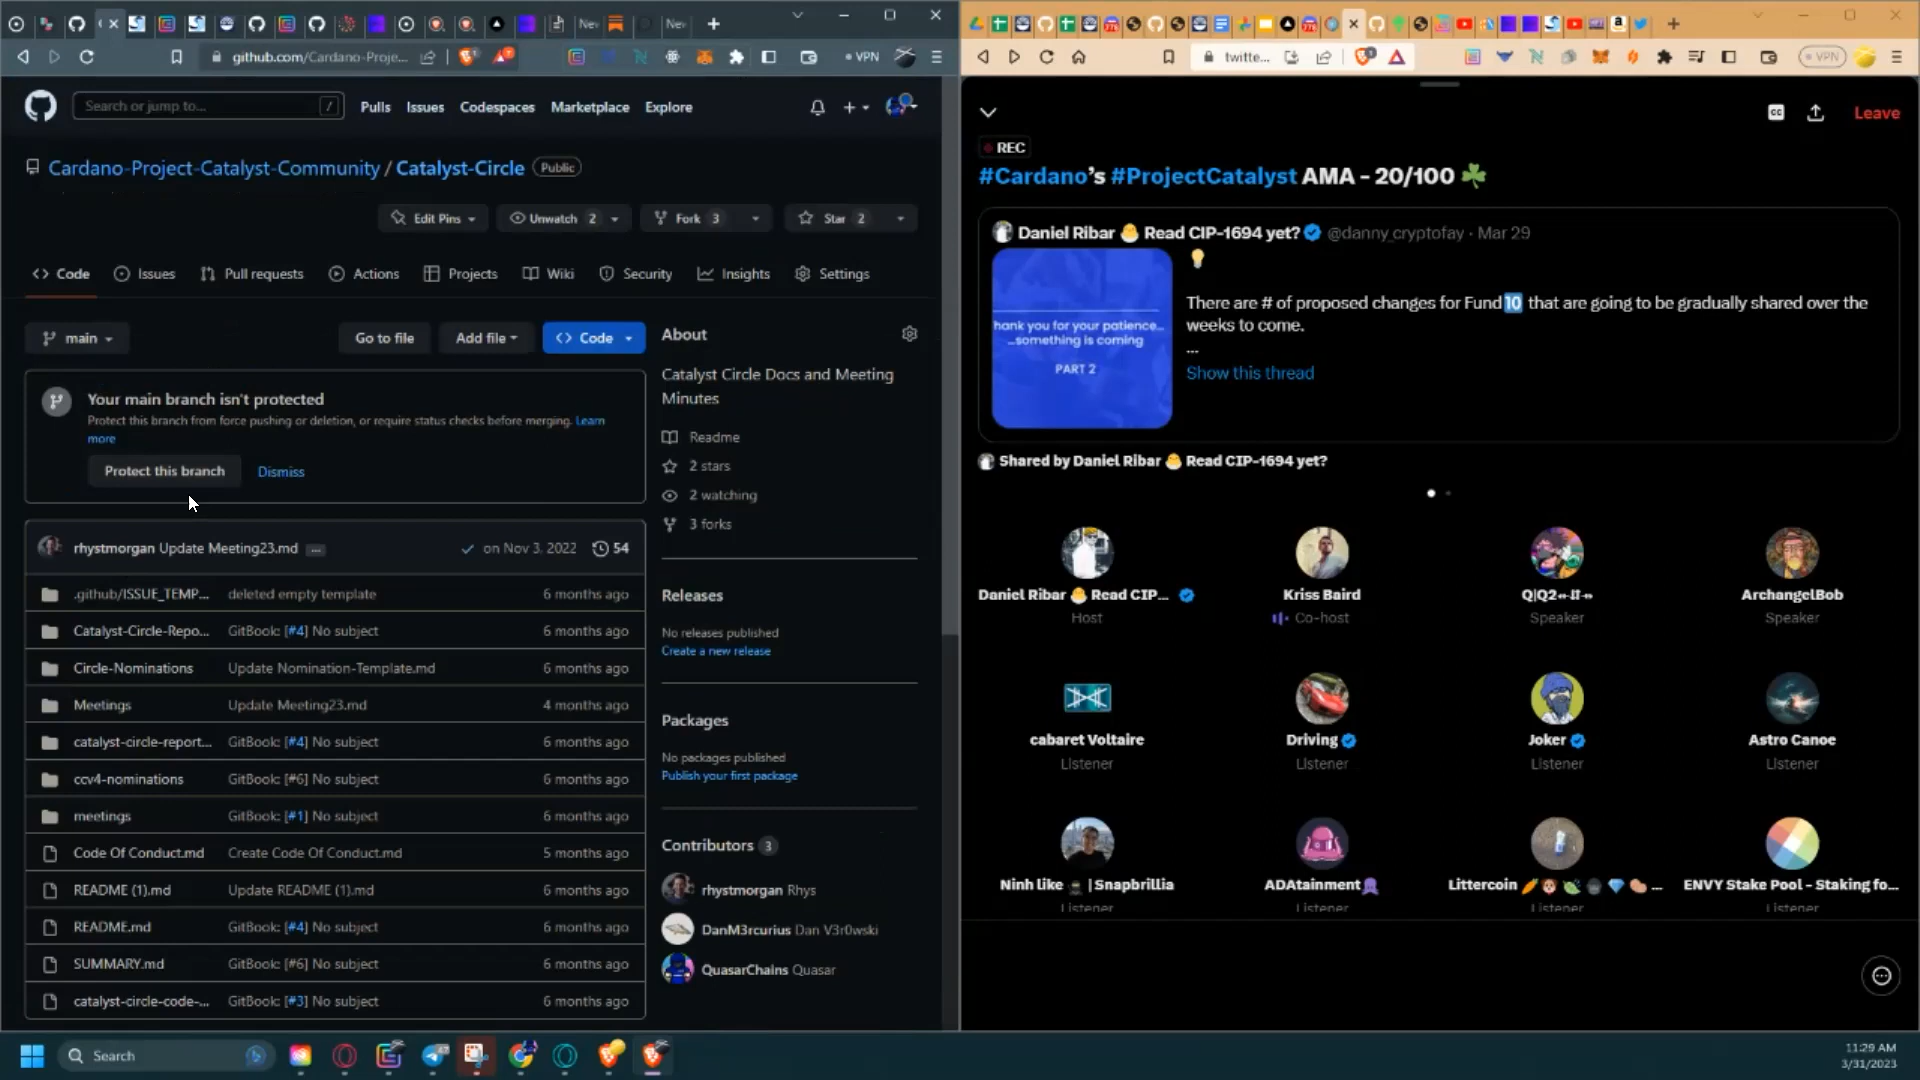 New
New
github.com/Cardano-Proje...
VPN
twitte...
VPN
Search or jump to...
/
Pulls
Issues
Codespaces
Marketplace
Explore
Cardano-Project-Catalyst-Community / Catalyst-Circle
Public
Edit Pins
Unwatch 2
Fork 3
Star 2
Code
Issues
Pull requests
Actions
Projects
Wiki
Security
Insights
Settings
main
Go to file
Add file
Code
Your main branch isn't protected
Protect this branch from force pushing or deletion, or require status checks before merging. Learn
more
Protect this branch
Dismiss
rhystmorgan Update Meeting23.md ...
on Nov 3, 2022
54
.github/ISSUE_TEMP... deleted empty template 6 months ago
Catalyst-Circle-Repo... GitBook: [#4] No subject 6 months ago
Circle-Nominations Update Nomination-Template.md 6 months ago
Meetings Update Meeting23.md 4 months ago
catalyst-circle-report... GitBook: [#4] No subject 6 months ago
ccv4-nominations GitBook: [#6] No subject 6 months ago
meetings GitBook: [#1] No subject 6 months ago
Code Of Conduct.md Create Code Of Conduct.md 5 months ago
README (1).md Update README (1).md 6 months ago
README.md GitBook: [#4] No subject 6 months ago
SUMMARY.md GitBook: [#6] No subject 6 months ago
catalyst-circle-code-... GitBook: [#3] No subject 6 months ago
About
Catalyst Circle Docs and Meeting
Minutes
Readme
2 stars
2 watching
3 forks
Releases
No releases published
Create a new release
Packages
No packages published
Publish your first package
Contributors 3
rhystmorgan Rhys
DanM3rcurius Dan V3r0wski
QuasarChains Quasar
CC
Leave
REC
#Cardano's #ProjectCatalyst AMA - 20/100 ☘️
Daniel Ribar 🐣 Read CIP-1694 yet? @danny_cryptofay · Mar 29
💡
There are # of proposed changes for Fund🔟 that are going to be gradually shared over the
weeks to come.
...
Show this thread
hank you for your patience...
...something is coming
PART 2
Shared by Daniel Ribar 🐣 Read CIP-1694 yet?
Daniel Ribar 🐣 Read CIP...
Host
Kriss Baird
Co-host
Speaker
ArchangelBob
Speaker
cabaret Voltaire
Listener
Driving
Listener
Joker
Listener
Astro Canoe
Listener
Ninh like 🥷 | Snapbrillia
Listener
ADAtainment🐙
Listener
Littercoin ...
Listener
ENVY Stake Pool - Staking fo...
Listener
Search
11:29 AM
3/31/2023